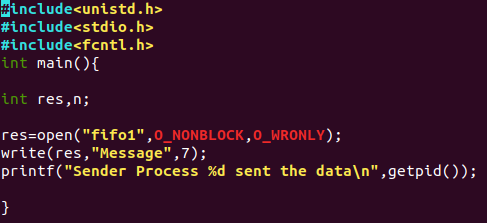 #include<unistd.h>
#include<stdio.h>
#include<fcntl.h>
int main(){
int res,n;
res=open("fifo1",O_NONBLOCK,O_WRONLY);
write(res,"Message",7);
printf("Sender Process %d sent the data\n",getpid());
}